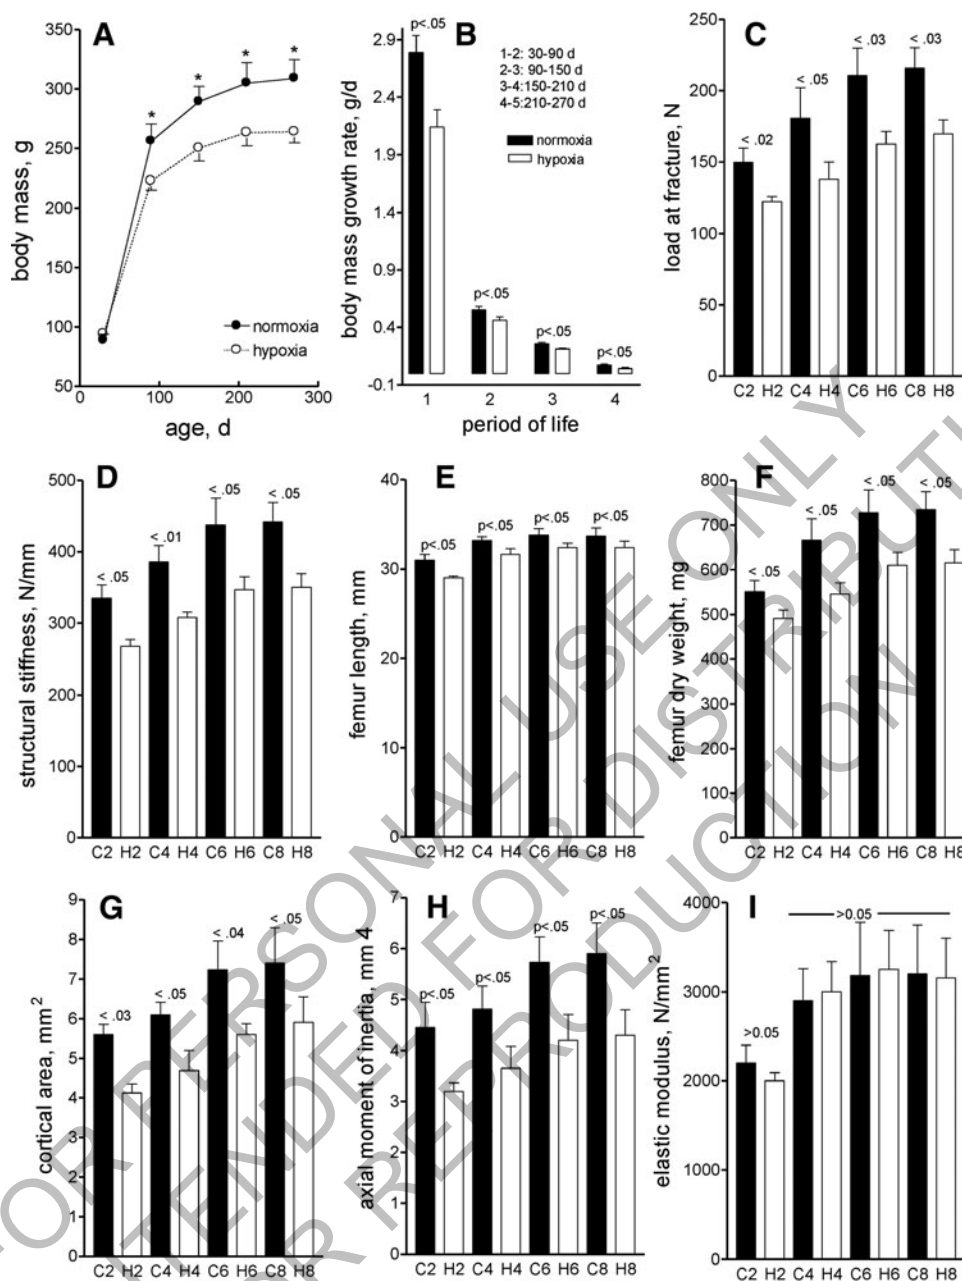 A
body mass, g
350
300
250
200
150
100
50
* * * *
normoxia
hypoxia
0 100 200 300
age, d
B
body mass growth rate, g/d
2.9
2.4
1.9
1.4
0.9
0.4
-0.1
p<.05
1-2: 30-90 d
2-3: 90-150 d
3-4:150-210 d
4-5:210-270 d
normoxia
hypoxia
p<.05
p<.05
p<.05
1 2 3 4
period of life
C
load at fracture, N
250
200
150
100
50
0
< .02
< .05
< .03
< .03
C2 H2 C4 H4 C6 H6 C8 H8
D
structural stiffness, N/mm
500
400
300
200
100
0
< .05
< .01
< .05
< .05
C2 H2 C4 H4 C6 H6 C8 H8
E
femur length, mm
40
30
20
10
0
p<.05
p<.05
p<.05
p<.05
C2 H2 C4 H4 C6 H6 C8 H8
F
femur dry weight, mg
800
700
600
500
400
300
200
100
0
< .05
< .05
< .05
< .05
C2 H2 C4 H4 C6 H6 C8 H8
G
cortical area, mm2
9
8
7
6
5
4
3
2
1
0
< .03
< .05
< .04
< .05
C2 H2 C4 H4 C6 H6 C8 H8
H
axial moment of inertia, mm 4
7
6
5
4
3
2
1
0
p<.05
p<.05
p<.05
p<.05
C2 H2 C4 H4 C6 H6 C8 H8
I
elastic modulus, N/mm2
4000
3000
2000
1000
0
>0.05
>0.05
C2 H2 C4 H4 C6 H6 C8 H8
FOR PERSONAL USE ONLY
INTENDED FOR DISTRIBUTI
OR REPRODUCTION